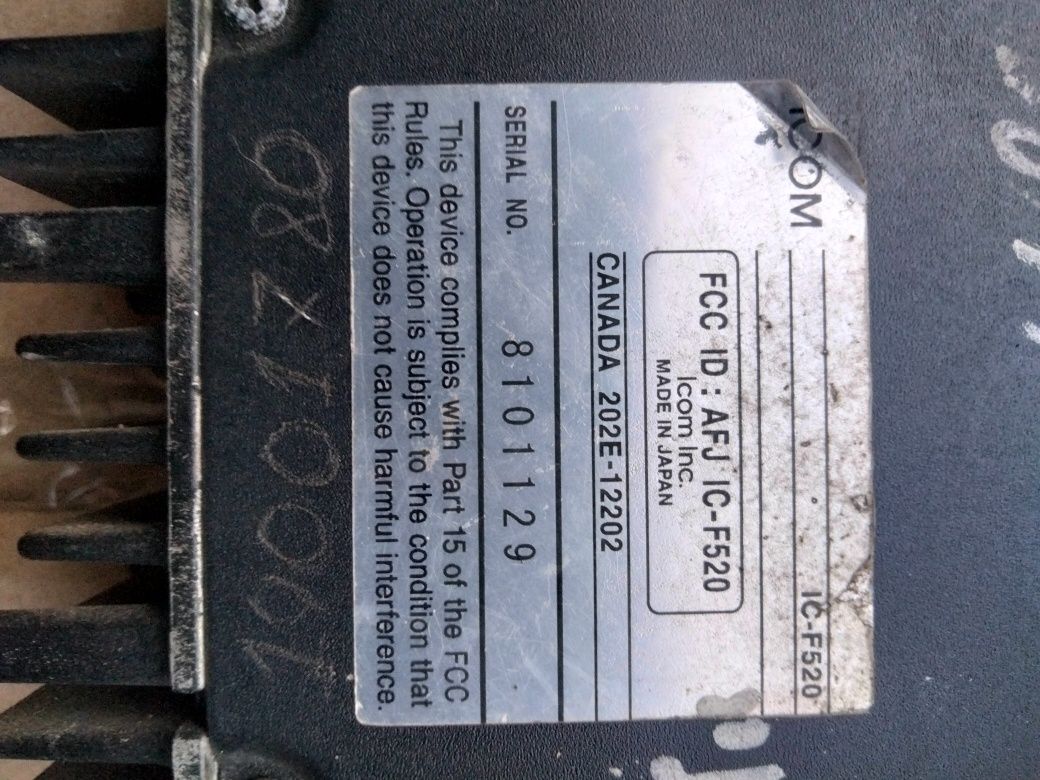 ICOM
IC-F520
FCC ID : AFJ IC-F520
Icom Inc.
MADE IN JAPAN
CANADA 202E-12202
SERIAL NO. 8101129
This device complies with Part 15 of the FCC
Rules. Operation is subject to the condition that
this device does not cause harmful interference.